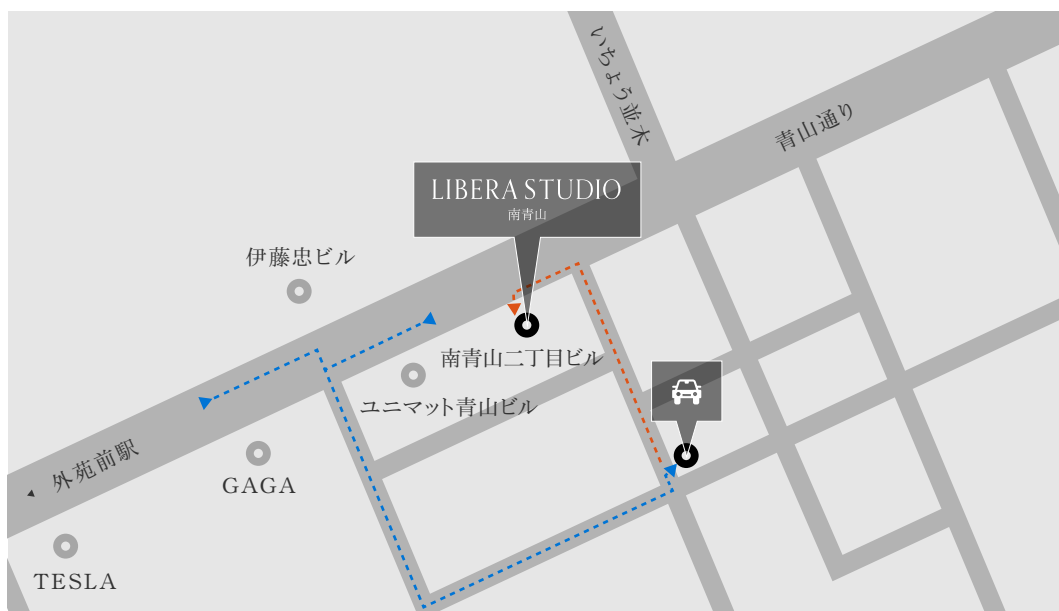 いちょう並木
青山通り
LIBERA STUDIO
南青山
伊藤忠ビル
南青山二丁目ビル
ユニマット青山ビル
外苑前駅
GAGA
TESLA